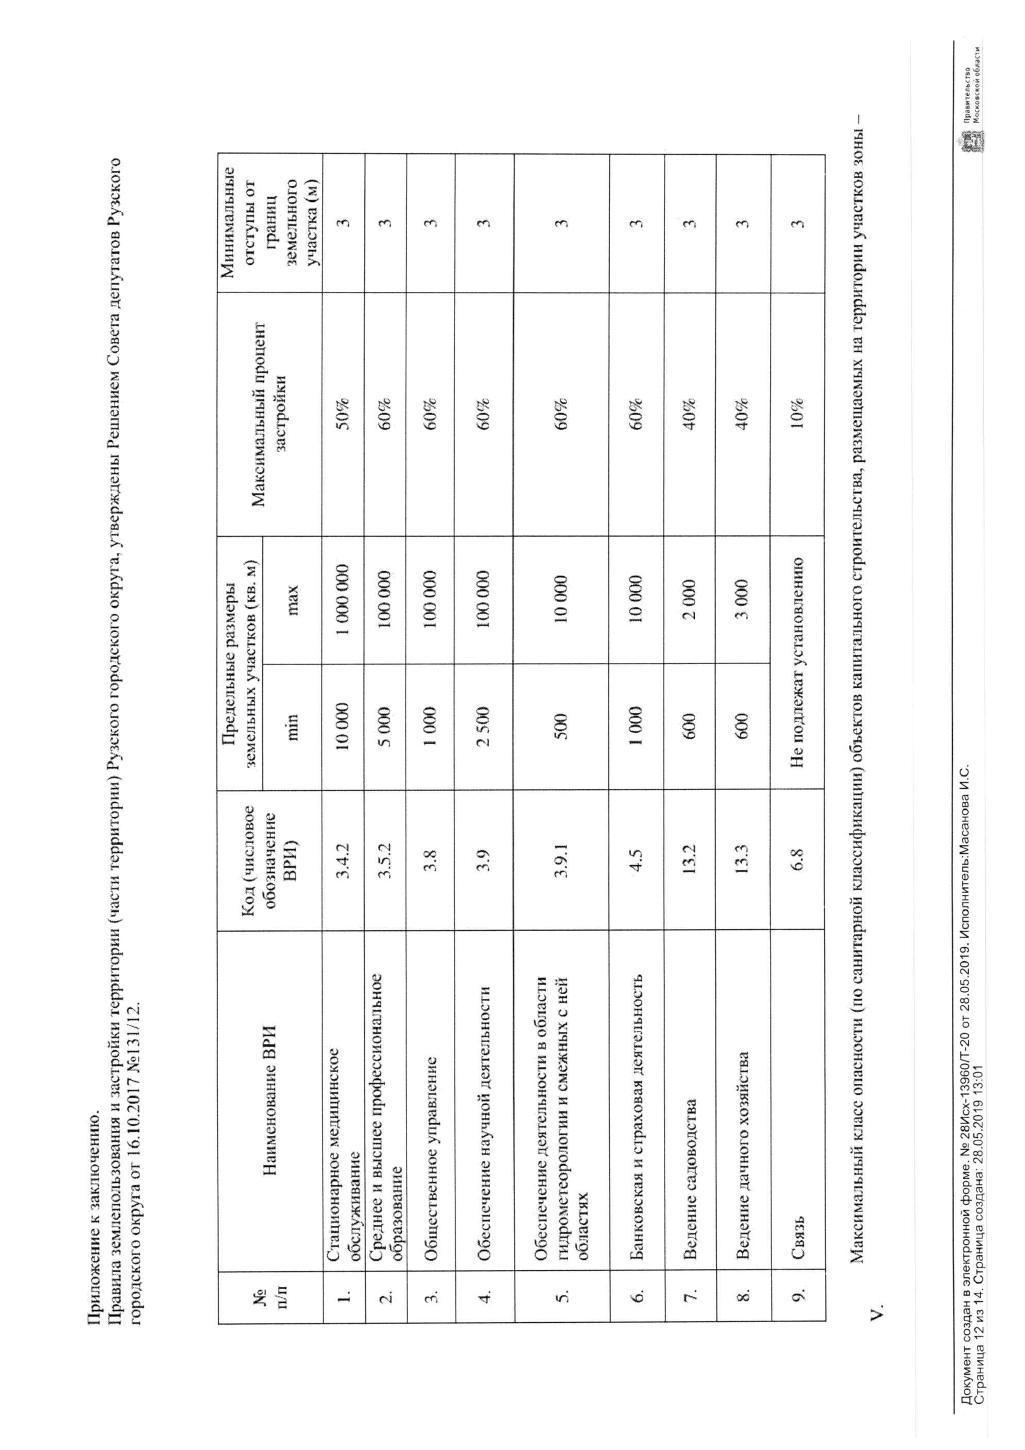 Приложение к заключению.
Правила землепользования и застройки территории (части территории) Рузского городского округа, утверждены Решением Совета депутатов Рузского
городского округа от 16.10.2017 №131/12.
№
п/п
Наименование ВРИ
Код (числовое
обозначение
ВРИ)
Предельные размеры
земельных участков (кв. м)
min
max
Максимальный процент
застройки
Минимальные
отступы от
границ
земельного
участка (м)
1.
Стационарное медицинское
обслуживание
3.4.2
10 000
1 000 000
50%
3
2.
Среднее и высшее профессиональное
образование
3.5.2
5 000
100 000
60%
3
3.
Общественное управление
3.8
1 000
100 000
60%
3
4.
Обеспечение научной деятельности
3.9
2 500
100 000
60%
3
5.
Обеспечение деятельности в области
гидрометеорологии и смежных с ней
областях
3.9.1
500
10 000
60%
3
6.
Банковская и страховая деятельность
4.5
1 000
10 000
60%
3
7.
Ведение садоводства
13.2
600
2 000
40%
3
8.
Ведение дачного хозяйства
13.3
600
3 000
40%
3
9.
Связь
6.8
Не подлежат установлению
10%
3
Максимальный класс опасности (по санитарной классификации) объектов капитального строительства, размещаемых на территории участков зоны –
V.
Документ создан в электронной форме. № 28Исх-13960/Т-20 от 28.05.2019. Исполнитель:Масанова И.С.
Страница 12 из 14. Страница создана: 28.05.2019 13:01
Правительство
Московской области